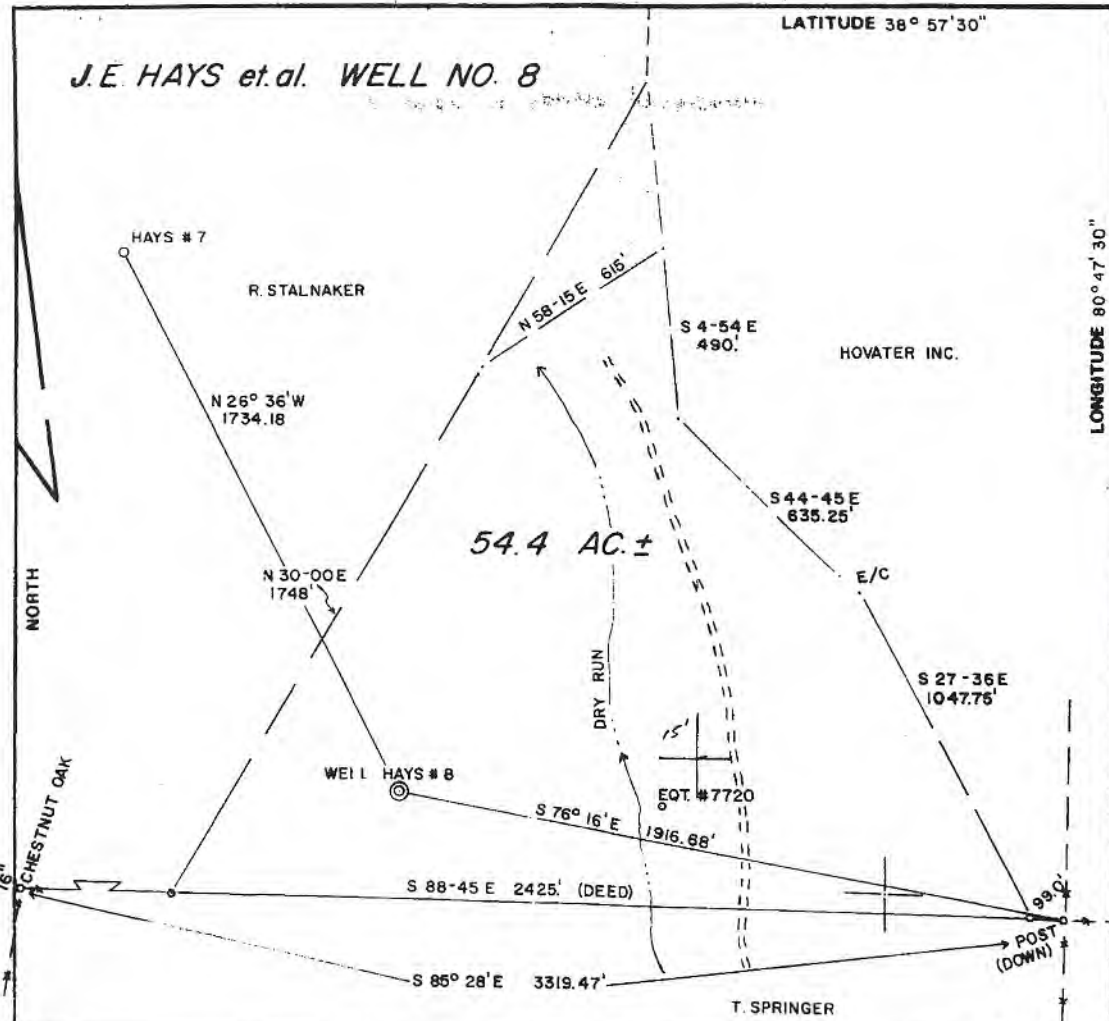 LATITUDE 38° 57'30"
J.E. HAYS et.al. WELL NO. 8
HAYS # 7
R. STALNAKER
N 58-15 E 615'
S 4-54 E
490.'
HOVATER INC.
LONGITUDE 80° 47' 30"
N 26° 36'W
1734.18
S 44-45 E
635.25'
54.4 AC. ±
E/C
N 30-00 E
1748'
NORTH
DRY RUN
S 27-36 E
1047.75'
15'
WELL HAYS # 8
EQT. #7720
S 76° 16' E 1916.68'
CHESTNUT OAK
16"
S 88-45 E 2425.' (DEED)
99.0'
POST
(DOWN)
S 85° 28' E 3319.47'
T. SPRINGER